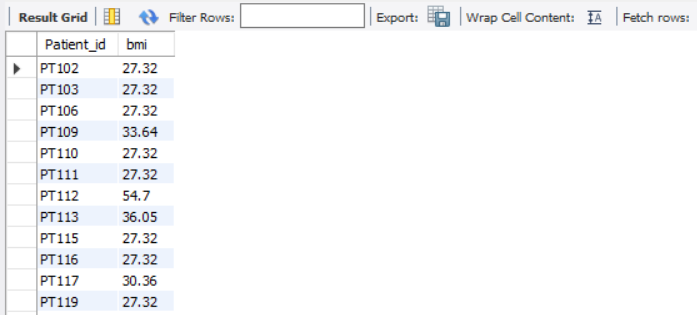 Result Grid Filter Rows: Export: Wrap Cell Content: Fetch rows:
Patient_id bmi
PT102 27.32
PT103 27.32
PT106 27.32
PT109 33.64
PT110 27.32
PT111 27.32
PT112 54.7
PT113 36.05
PT115 27.32
PT116 27.32
PT117 30.36
PT119 27.32